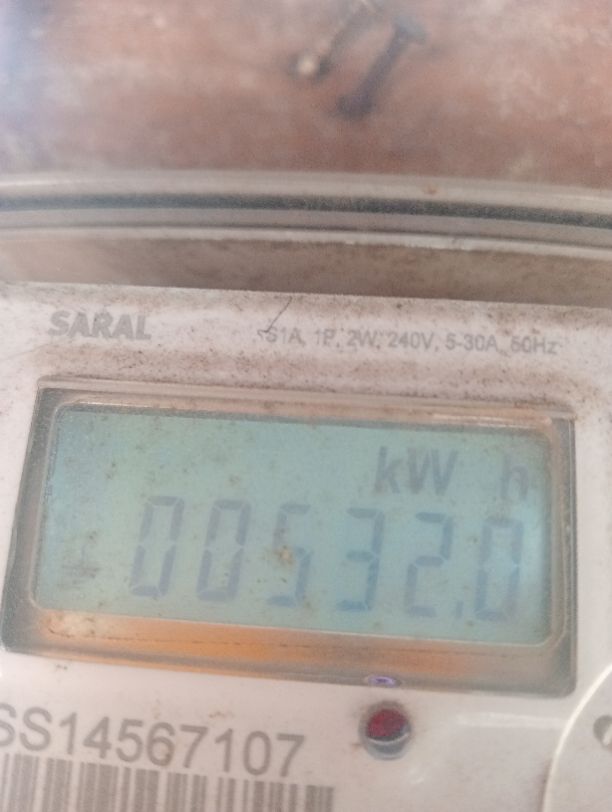 SARAL
S1A, 1P, 2W, 240V, 5-30A, 50Hz
kW h
00532.0
SS14567107